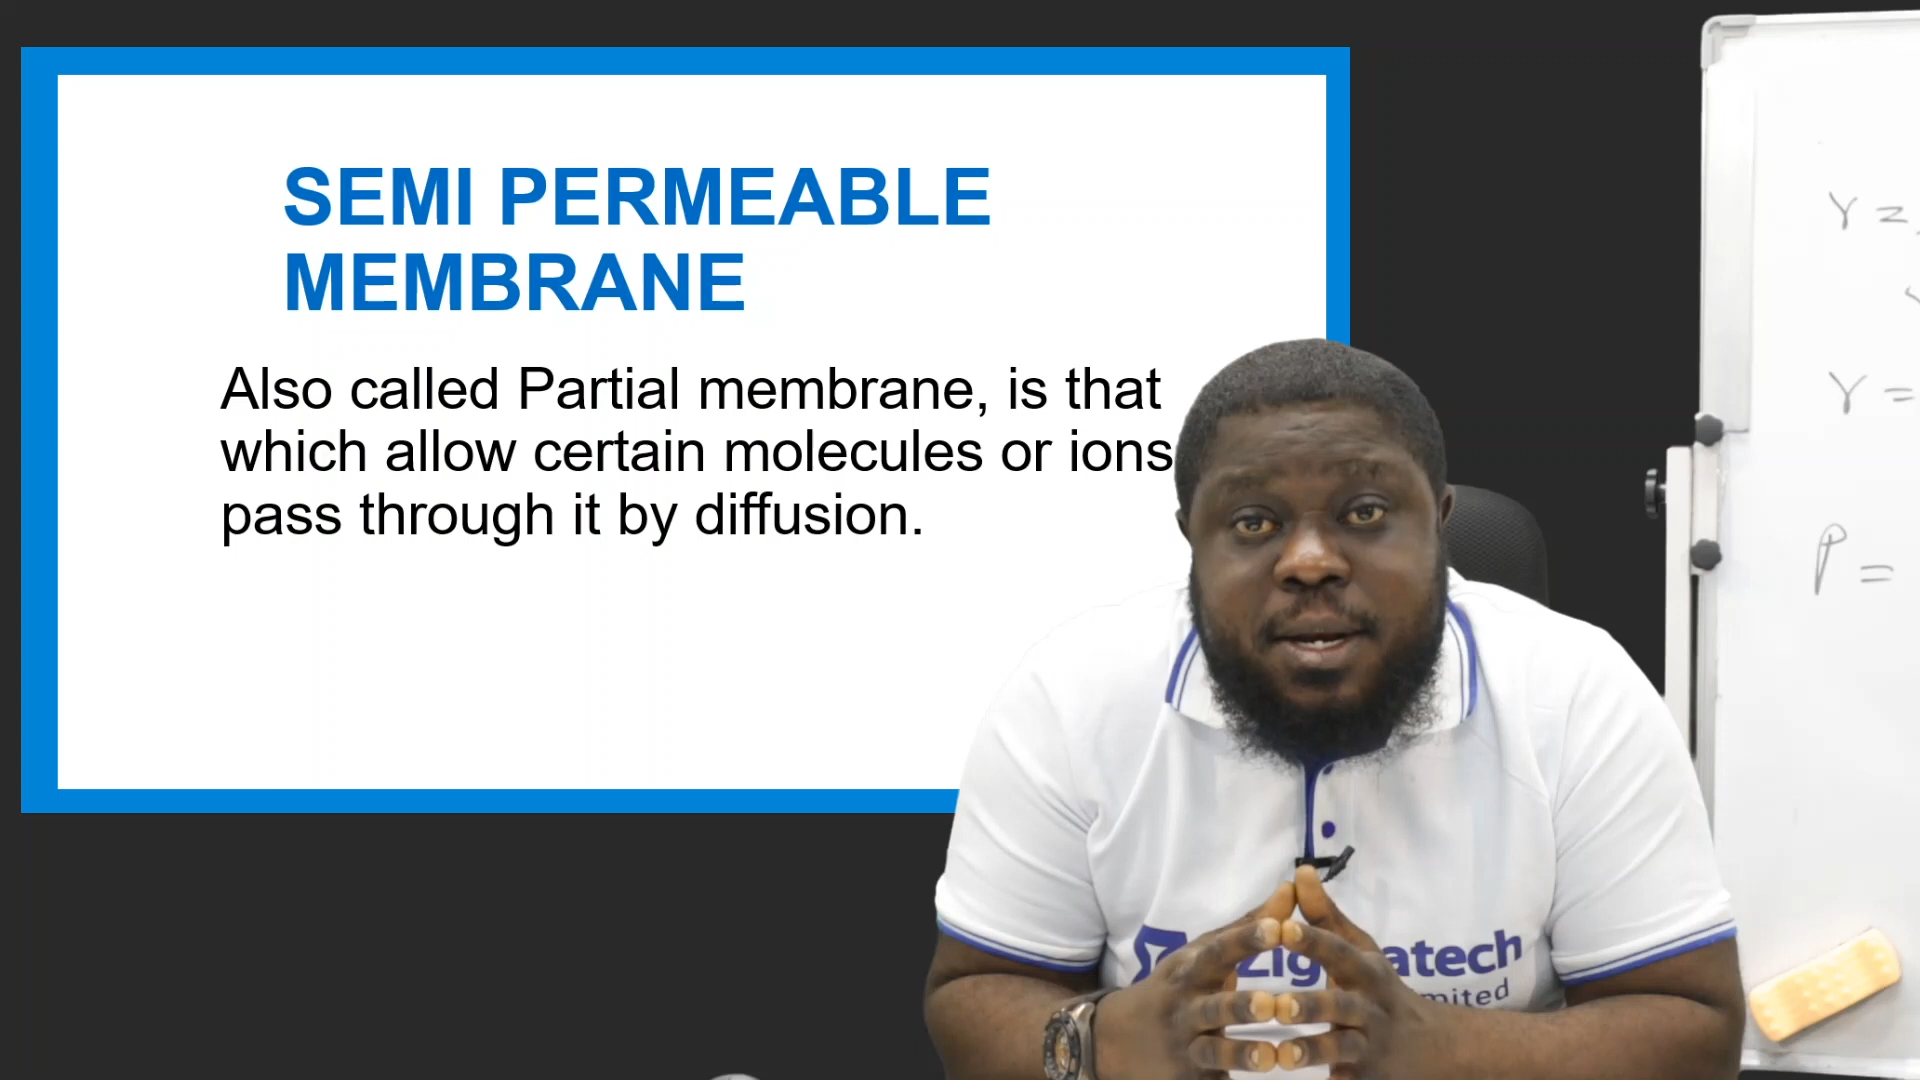 SEMI PERMEABLE
MEMBRANE
Also called Partial membrane, is that
which allow certain molecules or ions
pass through it by diffusion.
Y =
Y =
P =